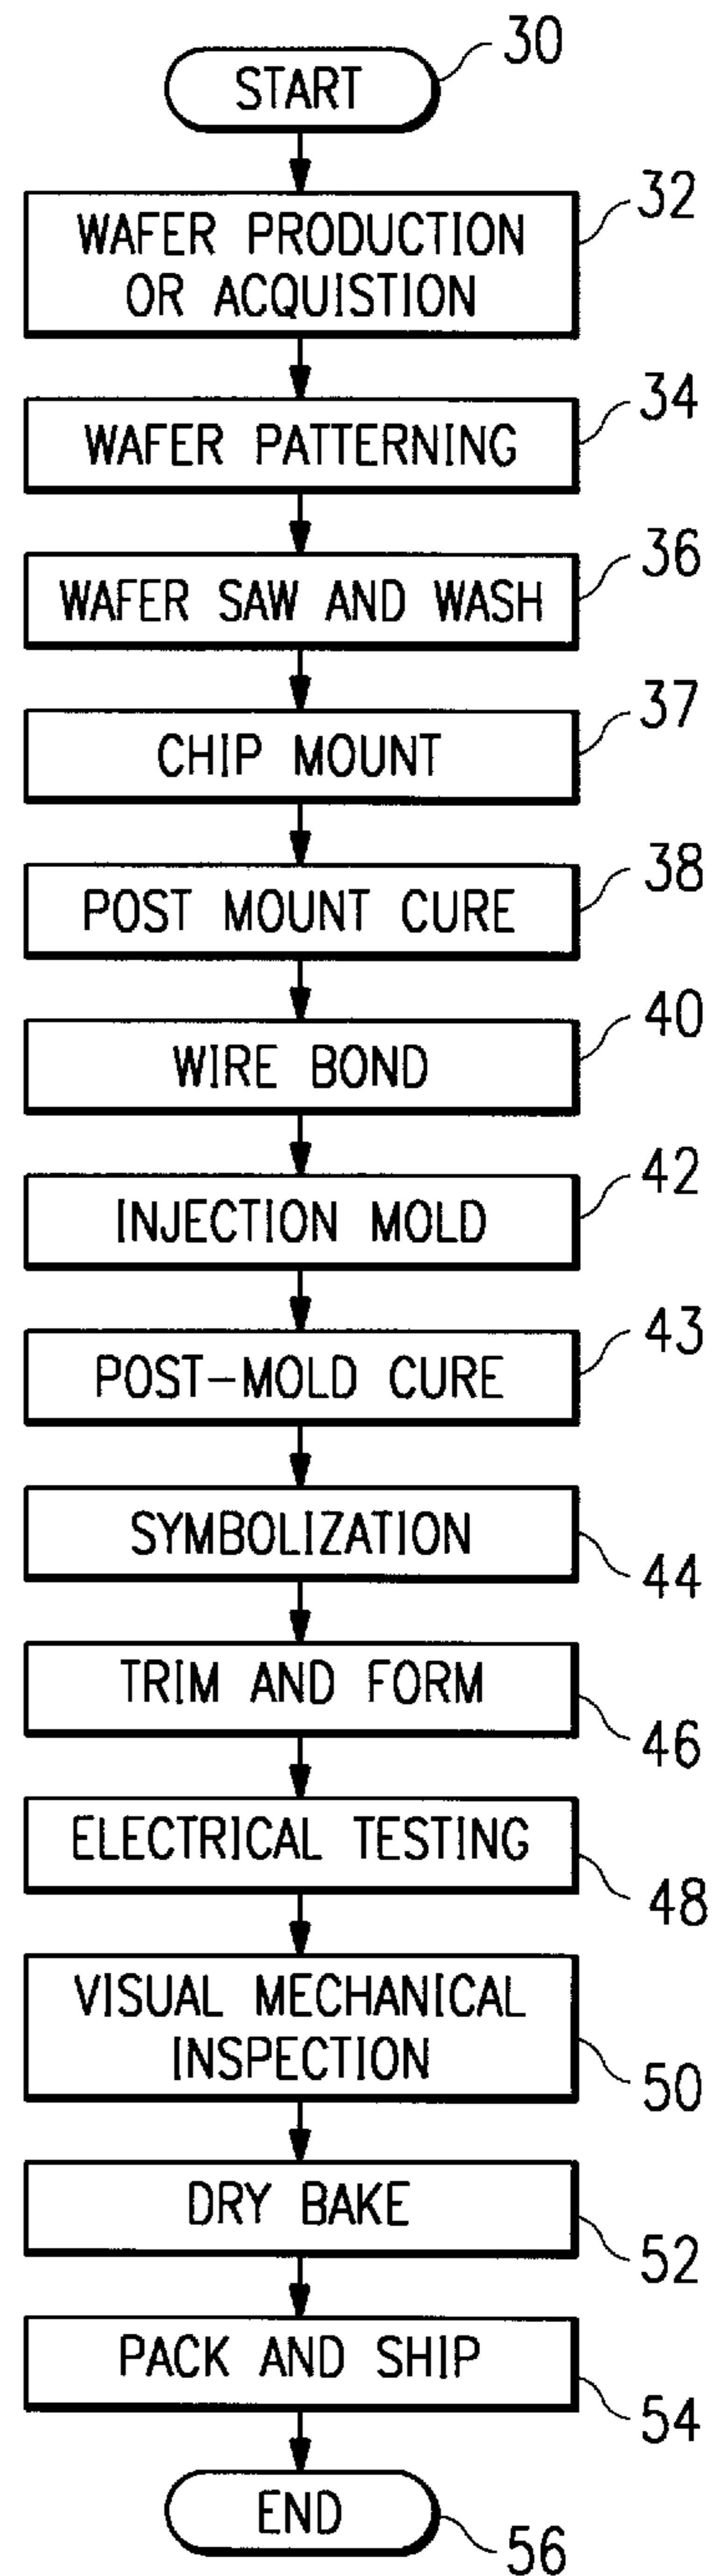 START
30
WAFER PRODUCTION
OR ACQUISTION
32
WAFER PATTERNING
34
WAFER SAW AND WASH
36
CHIP MOUNT
37
POST MOUNT CURE
38
WIRE BOND
40
INJECTION MOLD
42
POST-MOLD CURE
43
SYMBOLIZATION
44
TRIM AND FORM
46
ELECTRICAL TESTING
48
VISUAL MECHANICAL
INSPECTION
50
DRY BAKE
52
PACK AND SHIP
54
END
56